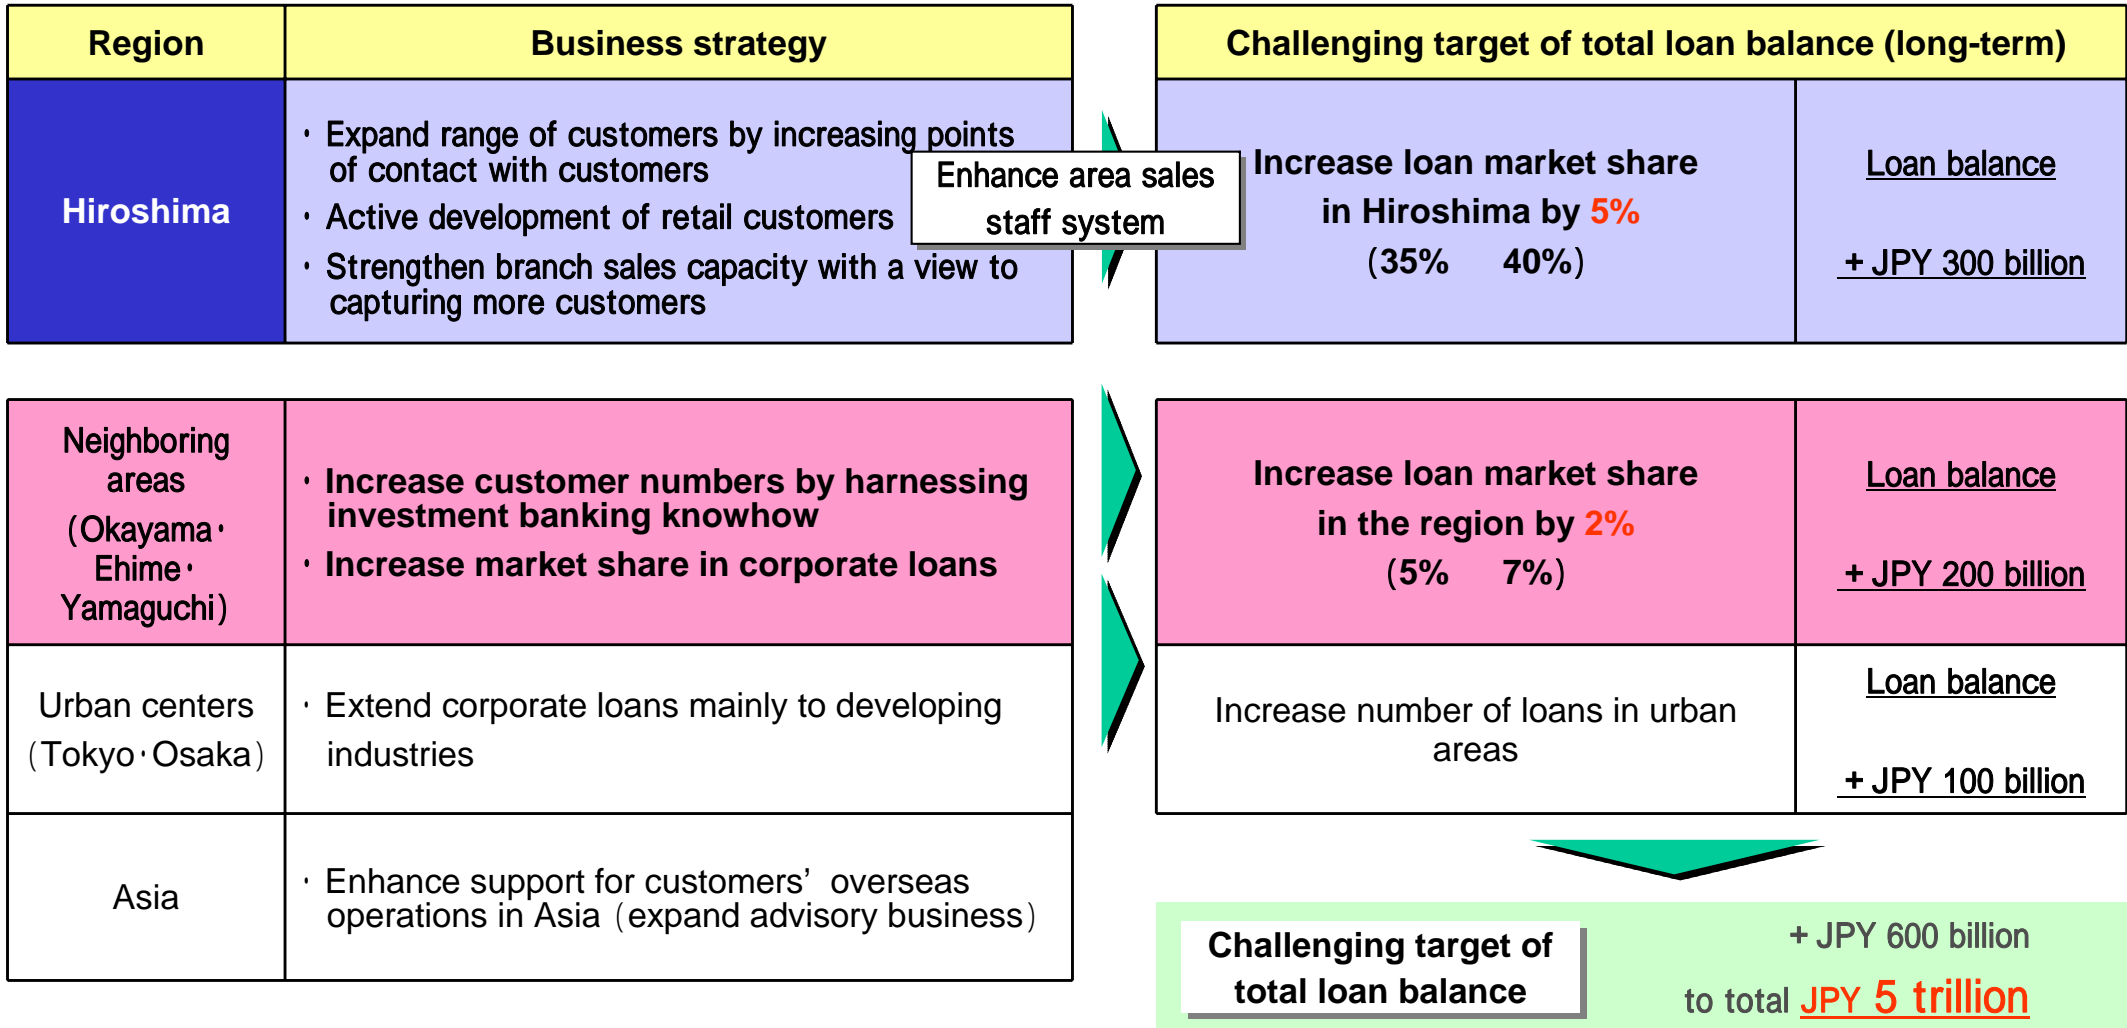 Region
Business strategy
Challenging target of total loan balance (long-term)
Hiroshima
・Expand range of customers by increasing points
of contact with customers
・Active development of retail customers
・Strengthen branch sales capacity with a view to
capturing more customers
Enhance area sales
staff system
Increase loan market share
in Hiroshima by 5%
(35% 40%)
Loan balance
+ JPY 300 billion
Neighboring
areas
(Okayama・
Ehime・
Yamaguchi)
・Increase customer numbers by harnessing
investment banking knowhow
・Increase market share in corporate loans
Increase loan market share
in the region by 2%
(5% 7%)
Loan balance
+ JPY 200 billion
Urban centers
(Tokyo・Osaka)
・Extend corporate loans mainly to developing
industries
Increase number of loans in urban
areas
Loan balance
+ JPY 100 billion
Asia
・Enhance support for customers’ overseas
operations in Asia (expand advisory business)
Challenging target of
total loan balance
+ JPY 600 billion
to total JPY 5 trillion